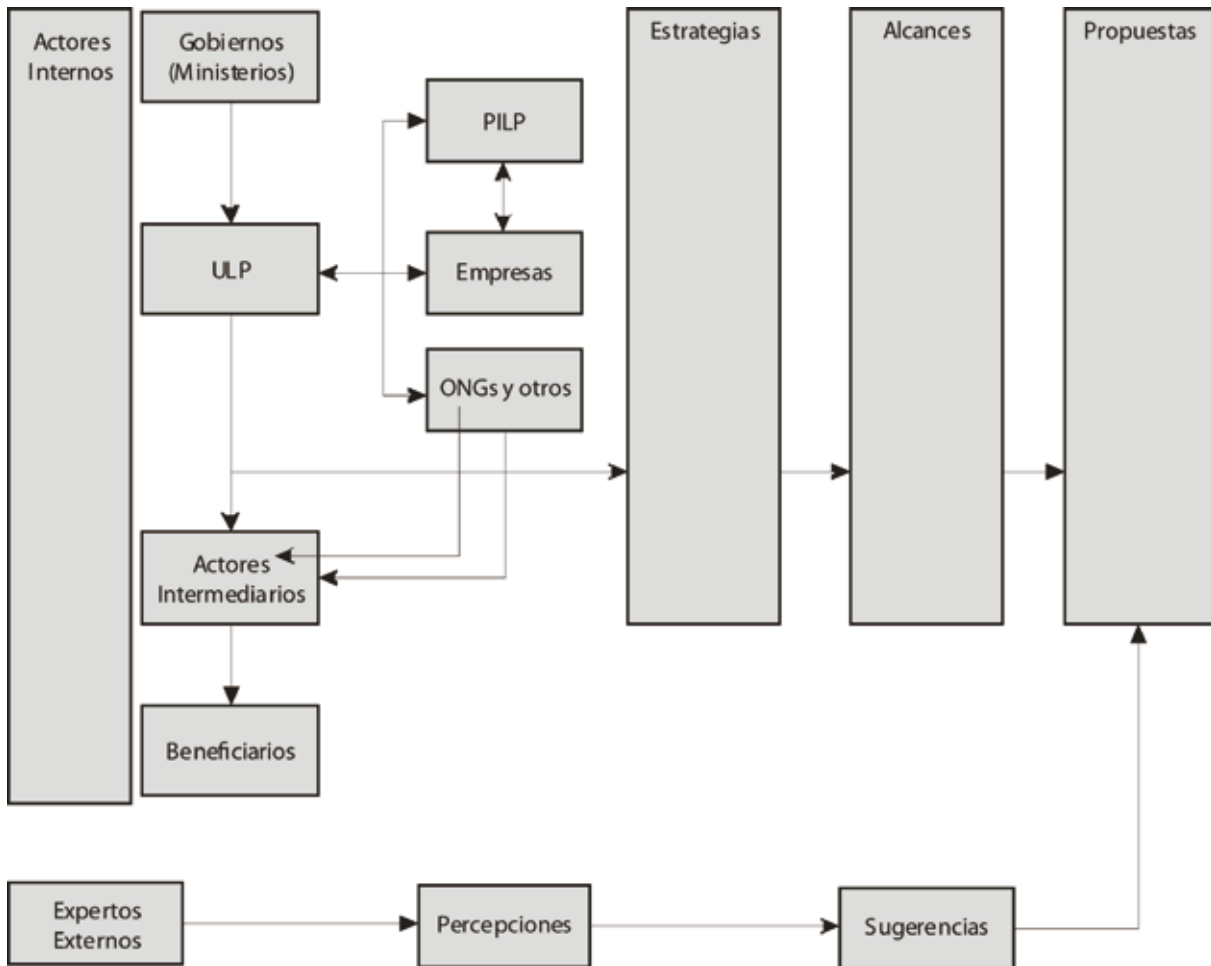 Actores
Internos
Gobiernos
(Ministerios)
PILP
ULP
Empresas
ONGs y otros
Actores
Intermediarios
Beneficiarios
Estrategias
Alcances
Propuestas
Expertos
Externos
Percepciones
Sugerencias